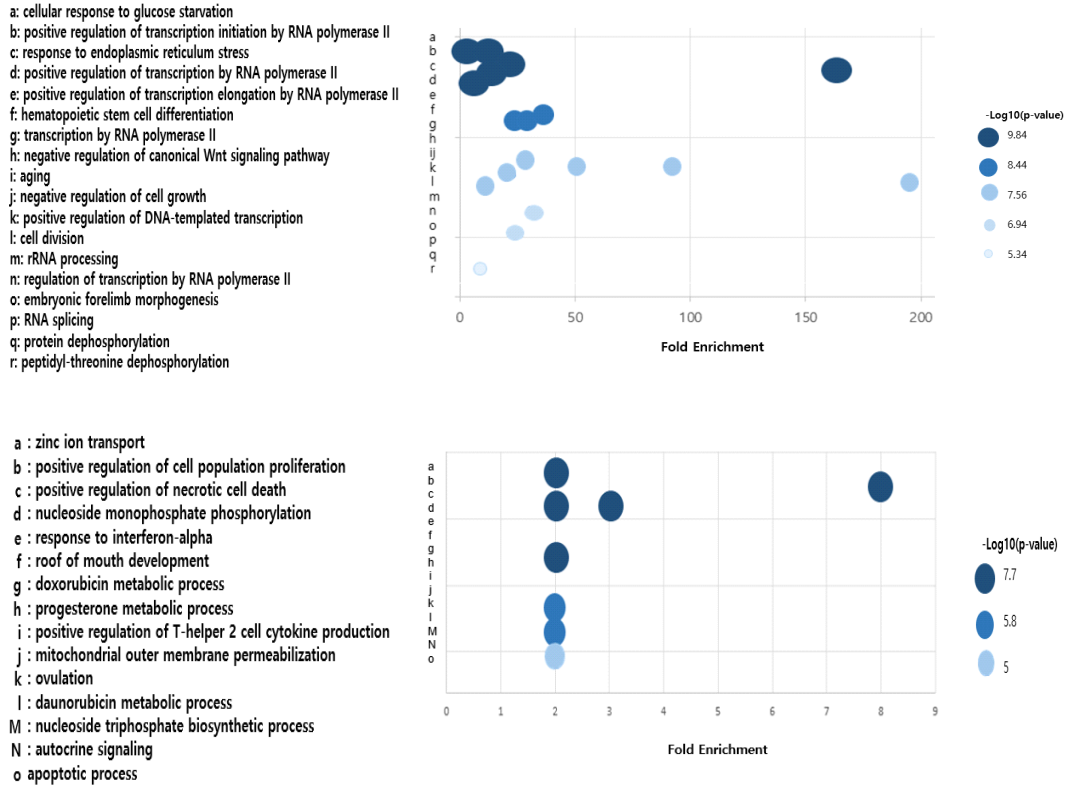 a: cellular response to glucose starvation
b: positive regulation of transcription initiation by RNA polymerase II
c: response to endoplasmic reticulum stress
d: positive regulation of transcription by RNA polymerase II
e: positive regulation of transcription elongation by RNA polymerase II
f: hematopoietic stem cell differentiation
g: transcription by RNA polymerase II
h: negative regulation of canonical Wnt signaling pathway
i: aging
j: negative regulation of cell growth
k: positive regulation of DNA-templated transcription
l: cell division
m: rRNA processing
n: regulation of transcription by RNA polymerase II
o: embryonic forelimb morphogenesis
p: RNA splicing
q: protein dephosphorylation
r: peptidyl-threonine dephosphorylation
a
b
c
d
e
f
g
h
ij
k
l
m
n
o
p
q
r
0 50 100 150 200
Fold Enrichment
-Log10(p-value)
9.84
8.44
7.56
6.94
5.34
a : zinc ion transport
b : positive regulation of cell population proliferation
c : positive regulation of necrotic cell death
d : nucleoside monophosphate phosphorylation
e : response to interferon-alpha
f : roof of mouth development
g : doxorubicin metabolic process
h : progesterone metabolic process
i : positive regulation of T-helper 2 cell cytokine production
j : mitochondrial outer membrane permeabilization
k : ovulation
l : daunorubicin metabolic process
M : nucleoside triphosphate biosynthetic process
N : autocrine signaling
o apoptotic process
a
b
c
d
e
f
g
h
i
j
k
l
M
N
o
0 1 2 3 4 5 6 7 8 9
Fold Enrichment
-Log10(p-value)
7.7
5.8
5